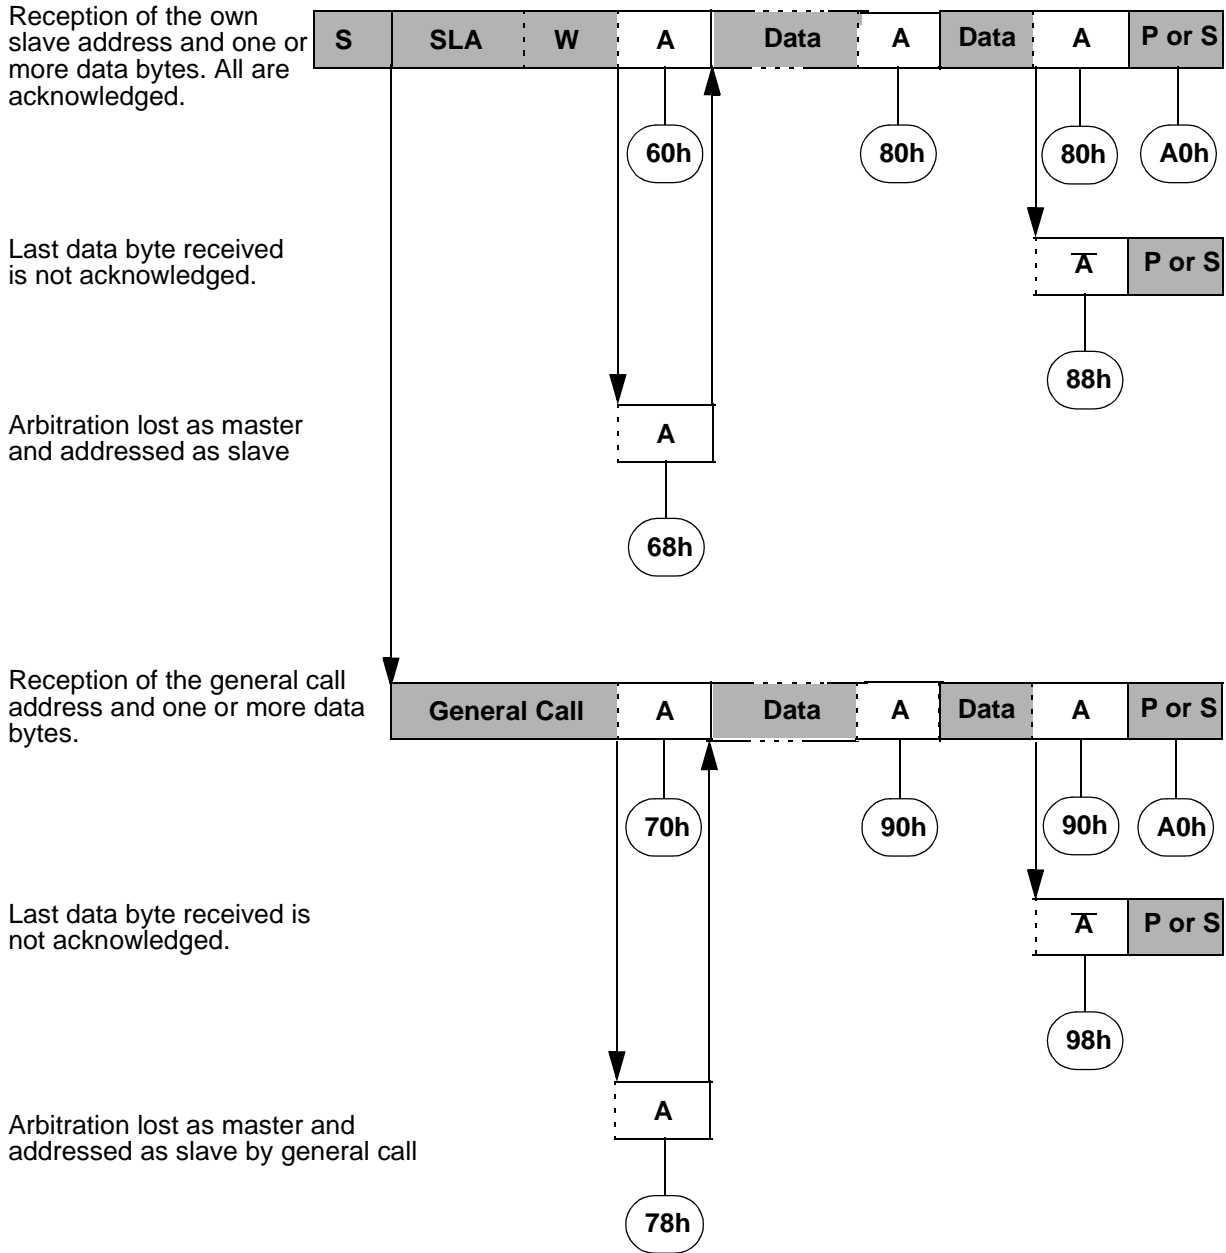 Reception of the own
slave address and one or
more data bytes. All are
acknowledged.
S SLA W A Data A Data A P or S
60h 80h 80h A0h
Last data byte received
is not acknowledged.
A̅ P or S
88h
Arbitration lost as master
and addressed as slave
A
68h
Reception of the general call
address and one or more data
bytes.
General Call A Data A Data A P or S
70h 90h 90h A0h
Last data byte received is
not acknowledged.
A̅ P or S
98h
Arbitration lost as master and
addressed as slave by general call
A
78h